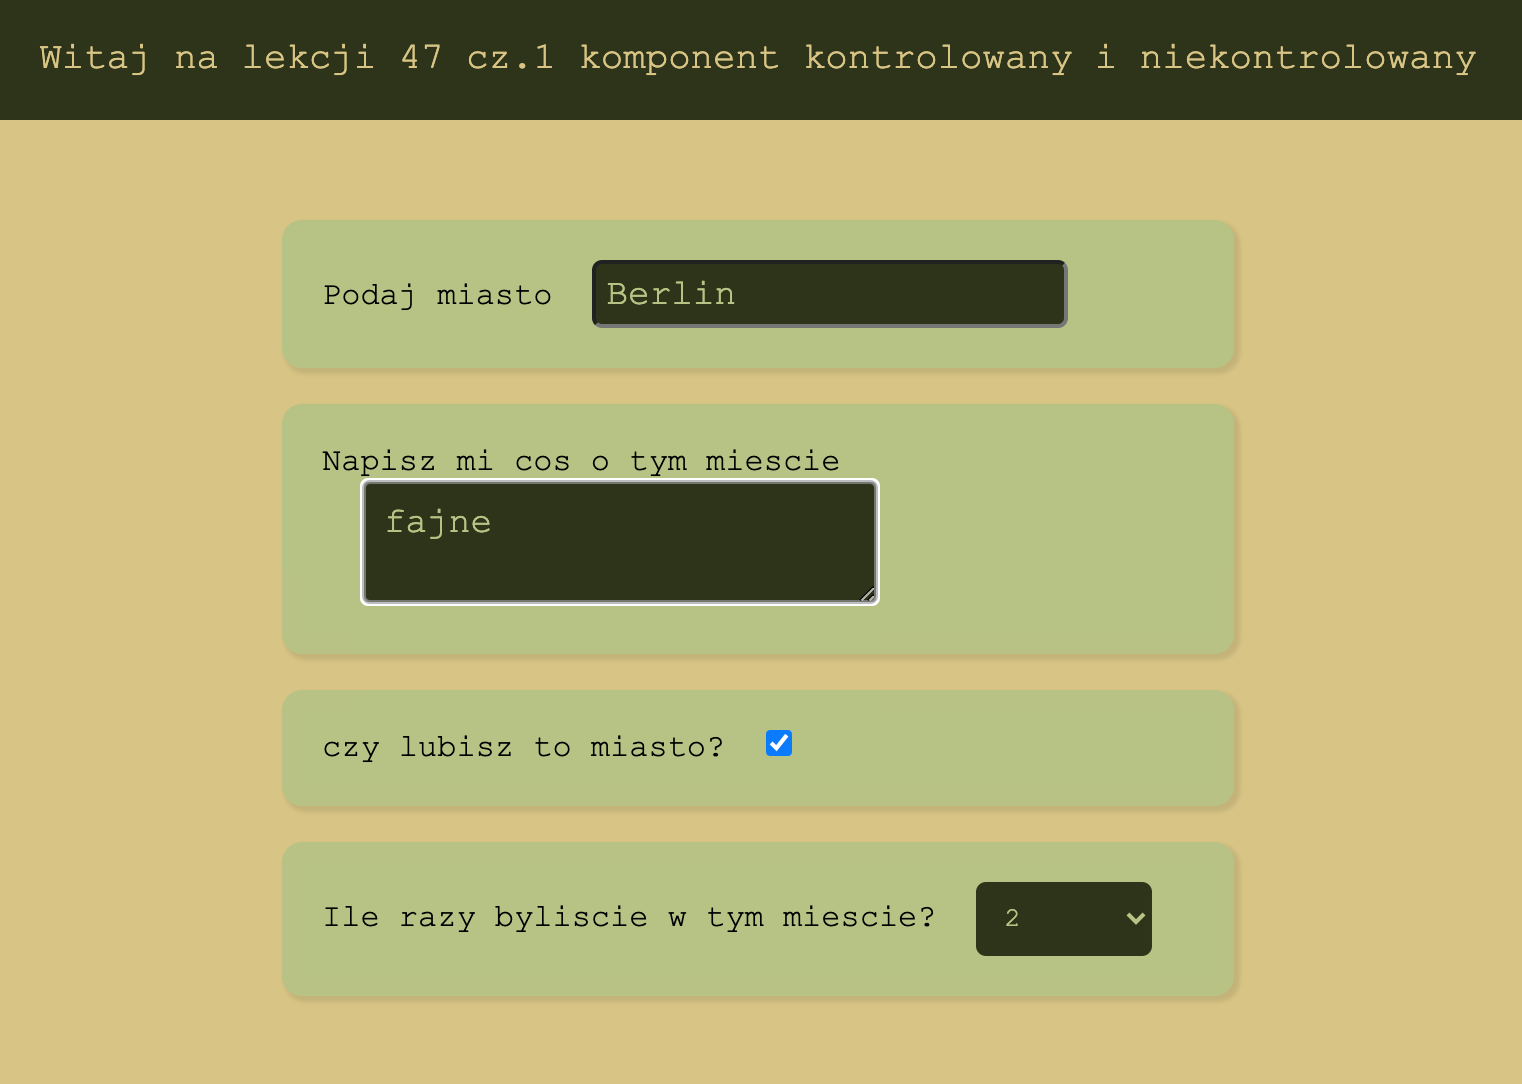 Witaj na lekcji 47 cz.1 komponent kontrolowany i niekontrolowany
Podaj miasto Berlin
Napisz mi cos o tym miescie
fajne
czy lubisz to miasto?
Ile razy byliscie w tym miescie? 2